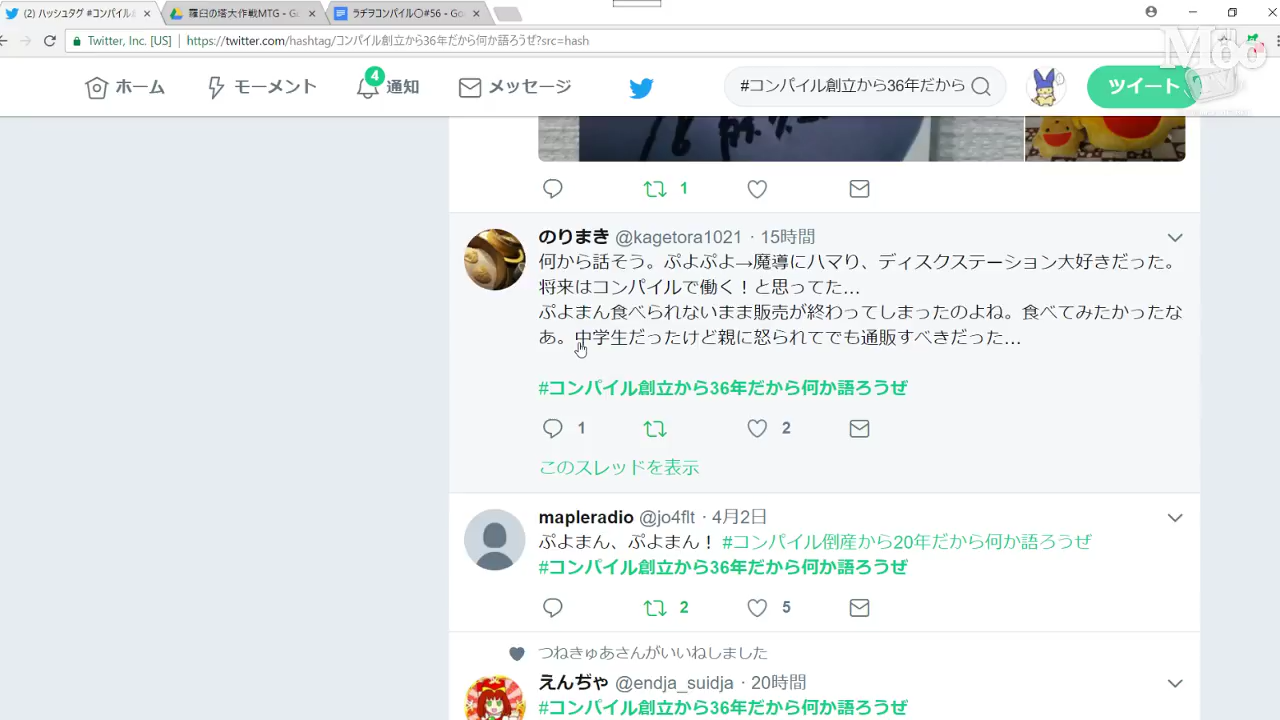 (2) ハッシュタグ #コンパイル
羅臼の塔大作戦MTG - G
ラヂヲコンパイル〇#56 - Go
Twitter, Inc. [US] | https://twitter.com/hashtag/コンパイル創立から36年だから何か語ろうぜ?src=hash
Moo
ホーム
モーメント
4
通知
メッセージ
#コンパイル創立から36年だから
ツイート
1
のりまき @kagetora1021 · 15時間
何から話そう。ぷよぷよ→魔導にハマり、ディスクステーション大好きだった。
将来はコンパイルで働く！と思ってた…
ぷよまん食べられないまま販売が終わってしまったのよね。食べてみたかったな
あ。中学生だったけど親に怒られてでも通販すべきだった…
#コンパイル創立から36年だから何か語ろうぜ
1
2
このスレッドを表示
mapleradio @jo4flt · 4月2日
ぷよまん、ぷよまん！ #コンパイル倒産から20年だから何か語ろうぜ
#コンパイル創立から36年だから何か語ろうぜ
2
5
つねきゅあさんがいいねしました
えんぢゃ @endja_suidja · 20時間
#コンパイル創立から36年だから何か語ろうぜ